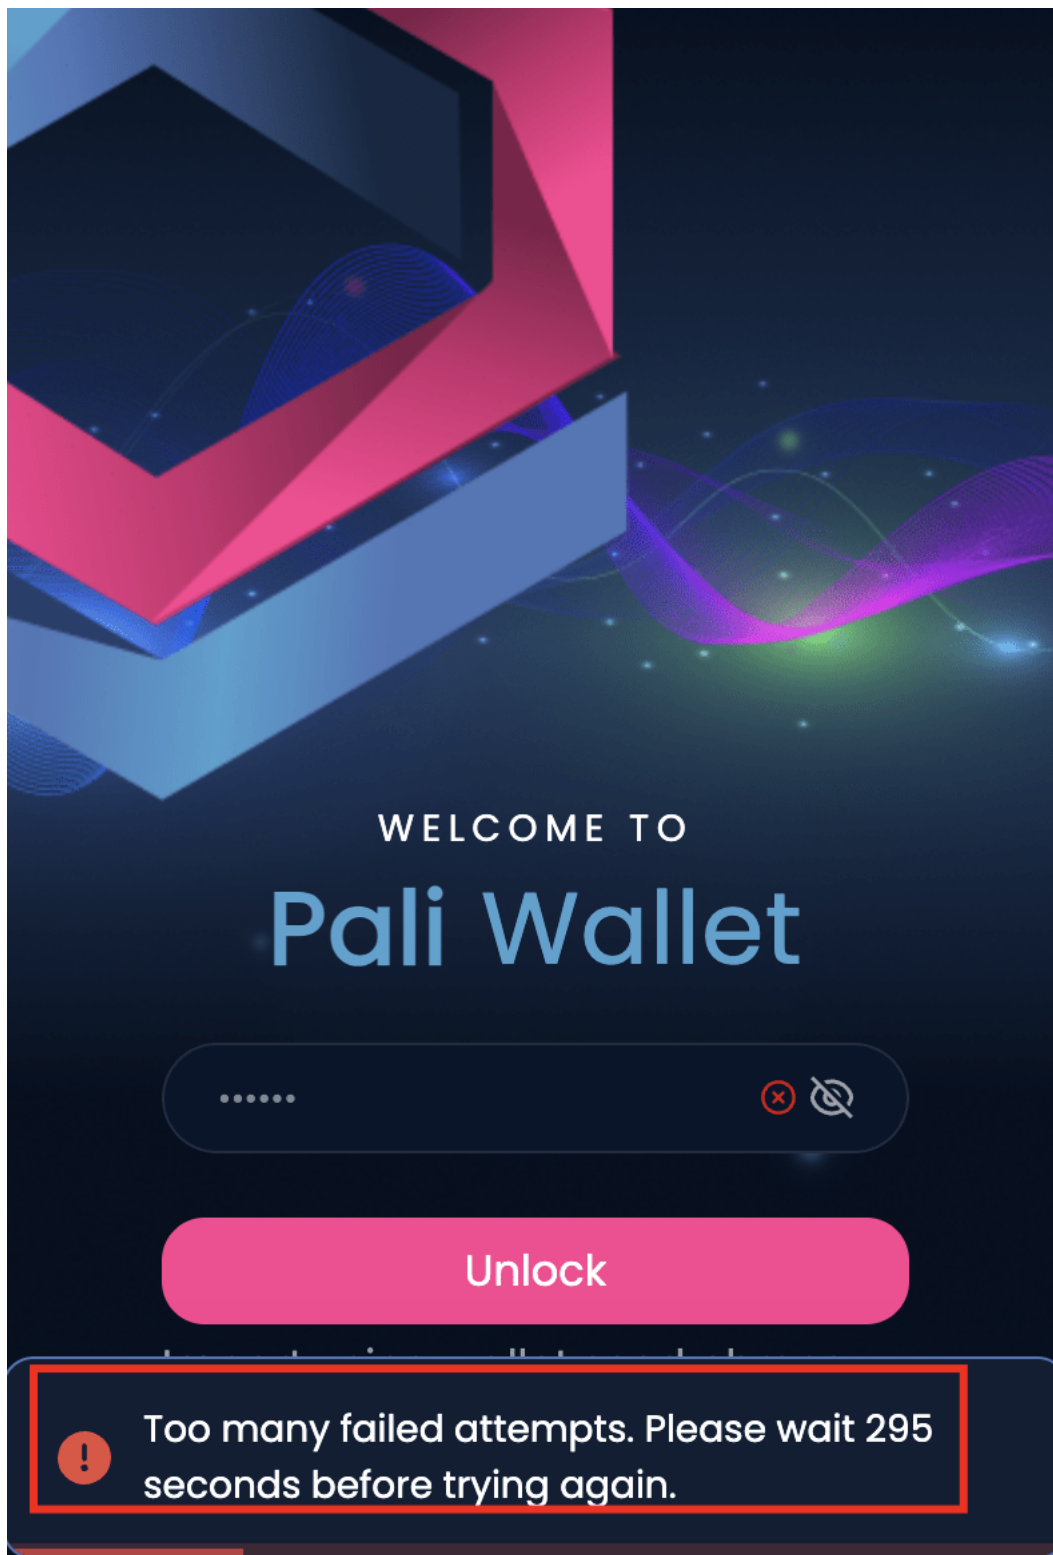 WELCOME TO
Pali Wallet
••••••
Unlock
Too many failed attempts. Please wait 295
seconds before trying again.